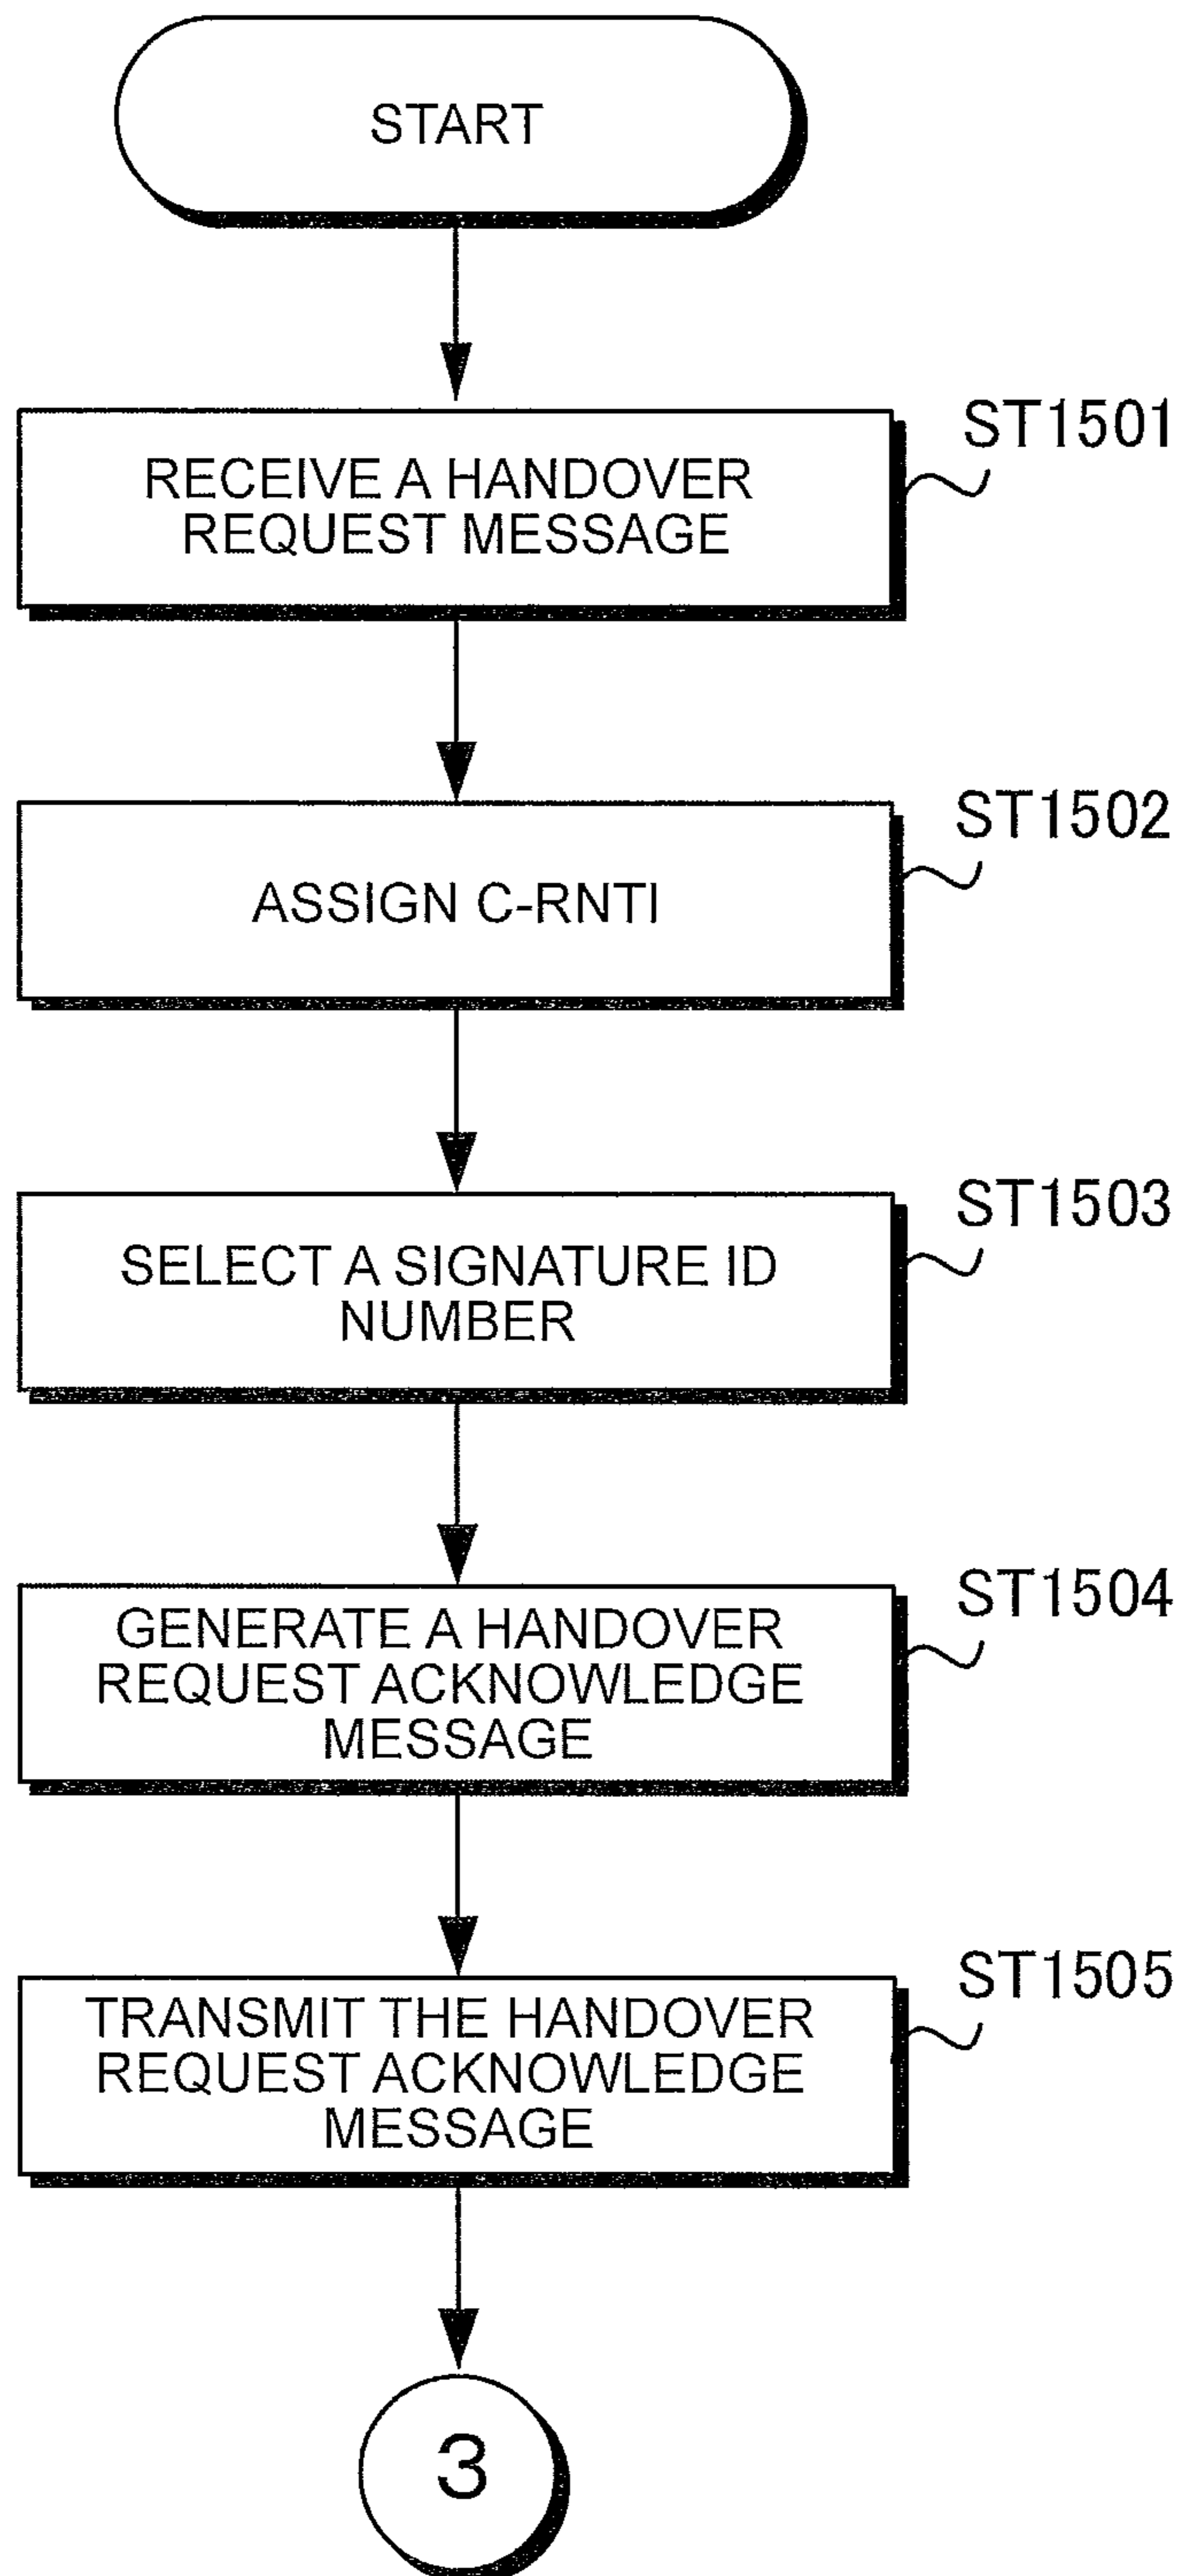 START
RECEIVE A HANDOVER
REQUEST MESSAGE
ST1501
ASSIGN C-RNTI
ST1502
SELECT A SIGNATURE ID
NUMBER
ST1503
GENERATE A HANDOVER
REQUEST ACKNOWLEDGE
MESSAGE
ST1504
TRANSMIT THE HANDOVER
REQUEST ACKNOWLEDGE
MESSAGE
ST1505
3